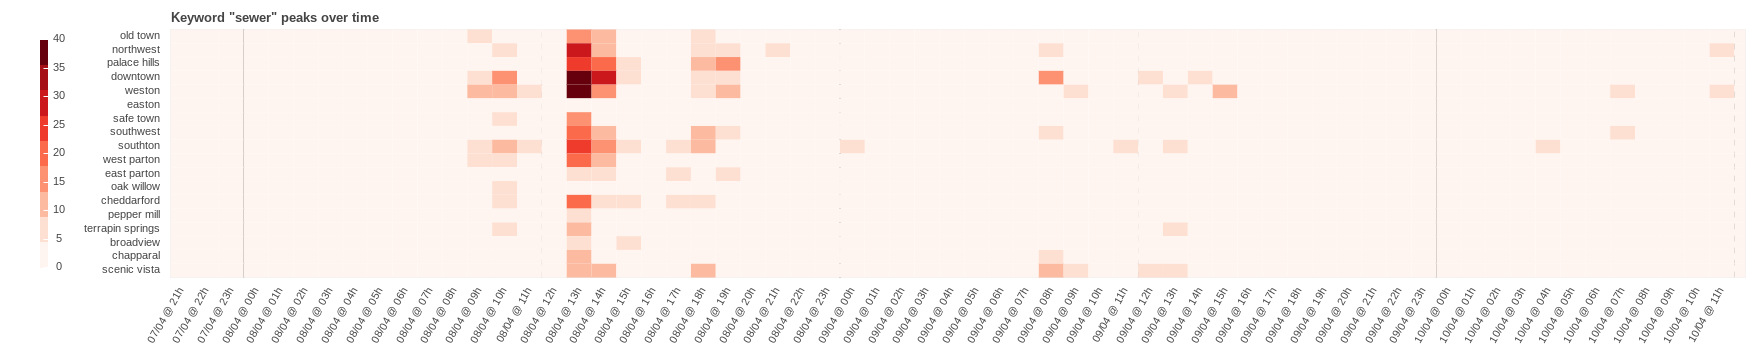 Keyword "sewer" peaks over time
40
35
30
25
20
15
10
5
0
old town
northwest
palace hills
downtown
weston
easton
safe town
southwest
southton
west parton
east parton
oak willow
cheddarford
pepper mill
terrapin springs
broadview
chapparal
scenic vista
07/04 @ 21h
07/04 @ 22h
07/04 @ 23h
08/04 @ 00h
08/04 @ 01h
08/04 @ 02h
08/04 @ 03h
08/04 @ 04h
08/04 @ 05h
08/04 @ 06h
08/04 @ 07h
08/04 @ 08h
08/04 @ 09h
08/04 @ 10h
08/04 @ 11h
08/04 @ 12h
08/04 @ 13h
08/04 @ 14h
08/04 @ 15h
08/04 @ 16h
08/04 @ 17h
08/04 @ 18h
08/04 @ 19h
08/04 @ 20h
08/04 @ 21h
08/04 @ 22h
08/04 @ 23h
09/04 @ 00h
09/04 @ 01h
09/04 @ 02h
09/04 @ 03h
09/04 @ 04h
09/04 @ 05h
09/04 @ 06h
09/04 @ 07h
09/04 @ 08h
09/04 @ 09h
09/04 @ 10h
09/04 @ 11h
09/04 @ 12h
09/04 @ 13h
09/04 @ 14h
09/04 @ 15h
09/04 @ 16h
09/04 @ 17h
09/04 @ 18h
09/04 @ 19h
09/04 @ 20h
09/04 @ 21h
09/04 @ 22h
09/04 @ 23h
10/04 @ 00h
10/04 @ 01h
10/04 @ 02h
10/04 @ 03h
10/04 @ 04h
10/04 @ 05h
10/04 @ 06h
10/04 @ 07h
10/04 @ 08h
10/04 @ 09h
10/04 @ 10h
10/04 @ 11h